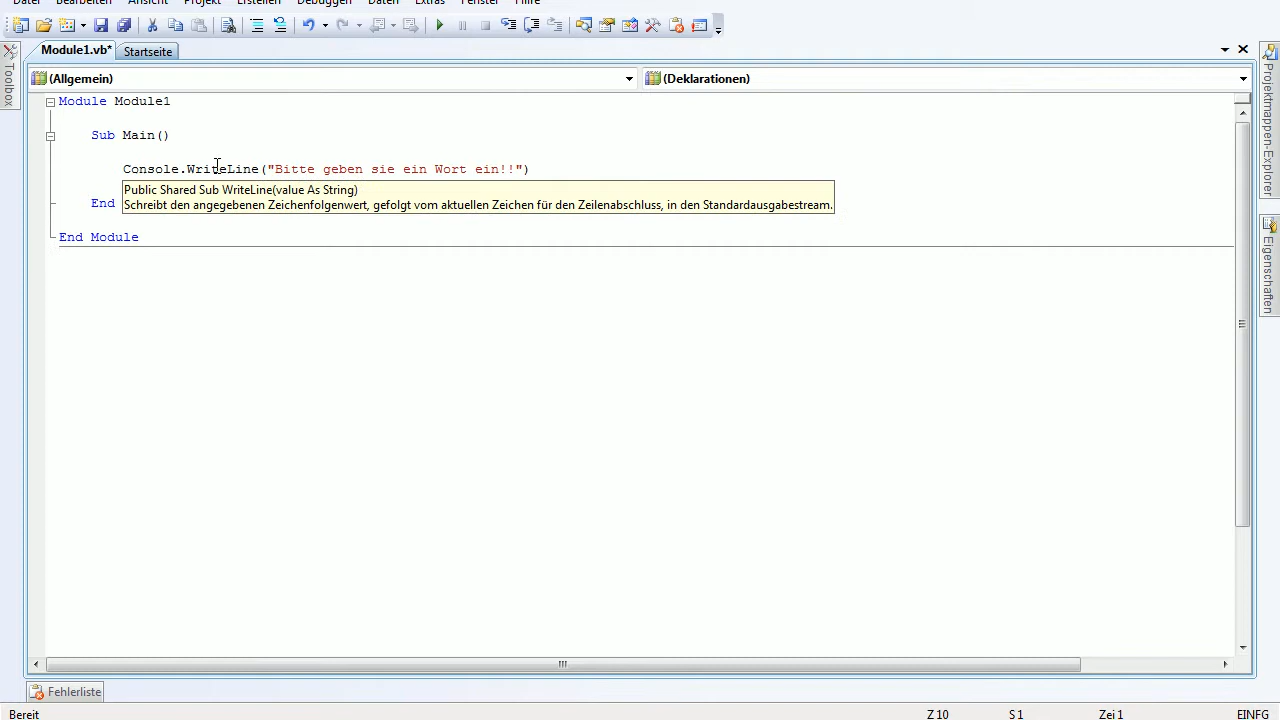 Datei Bearbeiten Ansicht Projekt Erstellen Debuggen Daten Extras Fenster Hilfe
Module1.vb* Startseite
Toolbox
(Allgemein) (Deklarationen)
Module Module1
Sub Main()
Console.WriteLine("Bitte geben sie ein Wort ein!!")
Public Shared Sub WriteLine(value As String)
Schreibt den angegebenen Zeichenfolgenwert, gefolgt vom aktuellen Zeichen für den Zeilenabschluss, in den Standardausgabestream.
End
End Module
Projektmappen-Explorer
Eigenschaften
Fehlerliste
Bereit Z 10 S 1 Zei 1 EINFG